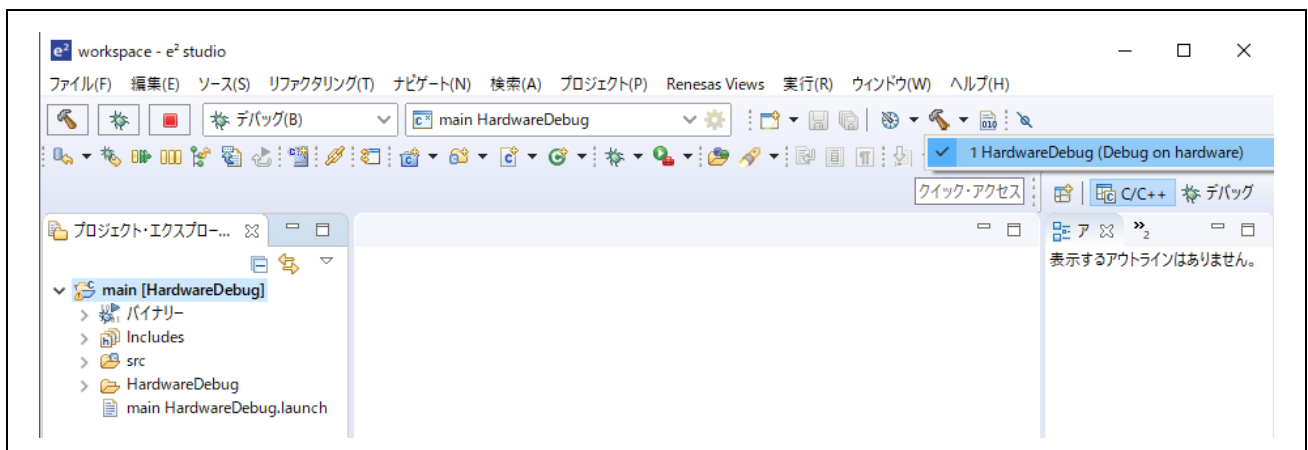 workspace - e² studio
ファイル(F) 編集(E) ソース(S) リファクタリング(T) ナビゲート(N) 検索(A) プロジェクト(P) Renesas Views 実行(R) ウィンドウ(W) ヘルプ(H)
デバッグ(B) main HardwareDebug
1 HardwareDebug (Debug on hardware)
クイック・アクセス C/C++ デバッグ
プロジェクト・エクスプロー... ア »2
表示するアウトラインはありません。
main [HardwareDebug]
バイナリー
Includes
src
HardwareDebug
main HardwareDebug.launch